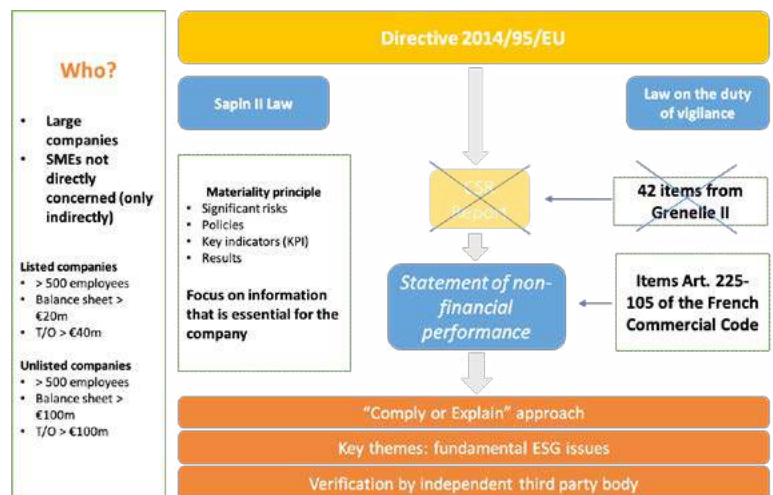 Who?
• Large
companies
• SMEs not
directly
concerned (only
indirectly)
Listed companies
• > 500 employees
• Balance sheet >
€20m
• T/O > €40m
Unlisted companies
• > 500 employees
• Balance sheet >
€100m
• T/O > €100m
Directive 2014/95/EU
Sapin II Law
Law on the duty
of vigilance
Materiality principle
• Significant risks
• Policies
• Key indicators (KPI)
• Results
Focus on information
that is essential for the
company
CSR
Report
42 items from
Grenelle II
Statement of non-
financial
performance
Items Art. 225-
105 of the French
Commercial Code
"Comply or Explain" approach
Key themes: fundamental ESG issues
Verification by independent third party body